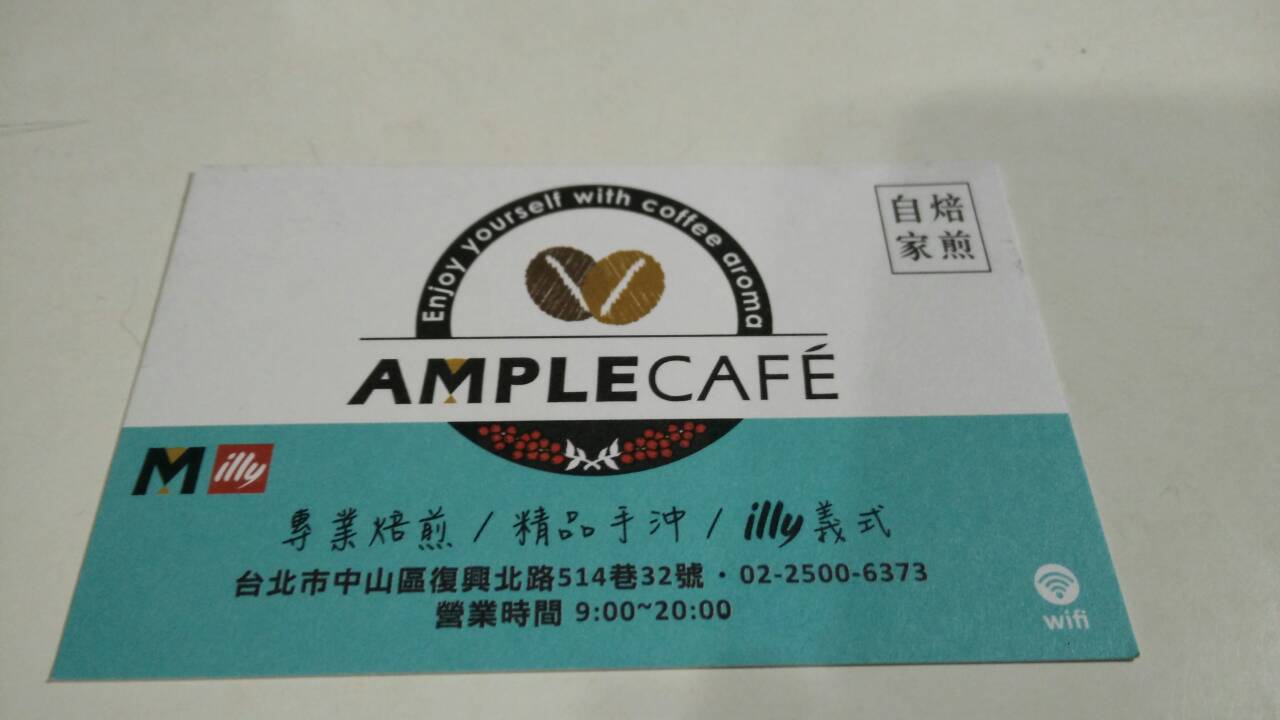 Enjoy yourself with coffee aroma
自家
焙煎
AMPLECAFÉ
M illy
專業焙煎 / 精品手沖 / illy義式
台北市中山區復興北路514巷32號・02-2500-6373
營業時間 9:00~20:00
wifi